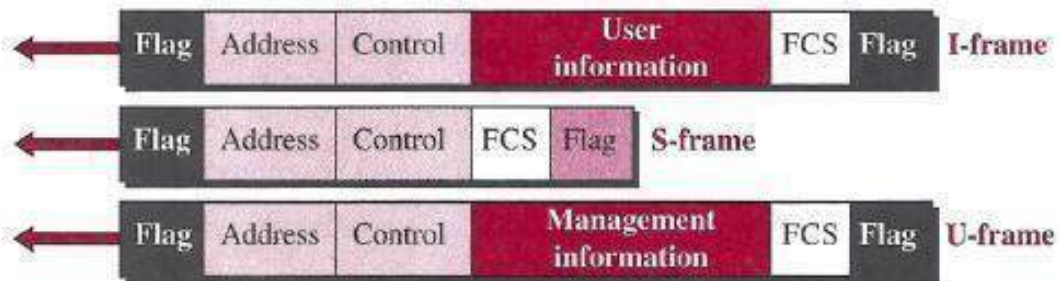 Flag Address Control User information FCS Flag I-frame
Flag Address Control FCS Flag S-frame
Flag Address Control Management information FCS Flag U-frame